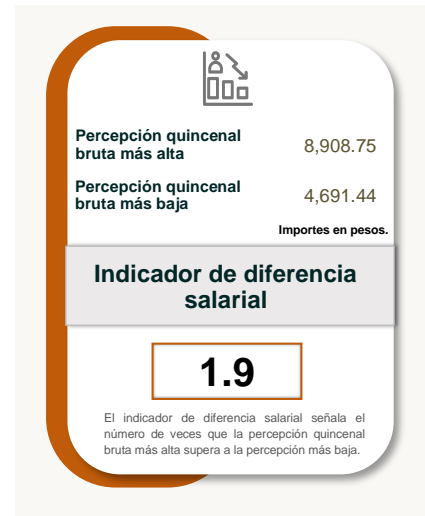 Percepción quincenal
bruta más alta
8,908.75
Percepción quincenal
bruta más baja
4,691.44
Importes en pesos.
Indicador de diferencia
salarial
1.9
El indicador de diferencia salarial señala el
número de veces que la percepción quincenal
bruta más alta supera a la percepción más baja.